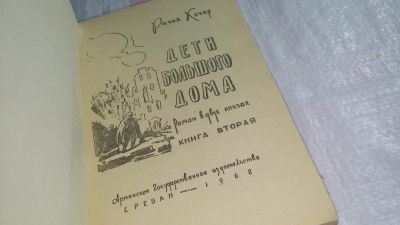 Рачия Кочар
ДЕТИ
БОЛЬШОГО
ДОМА
Роман в двух книгах
КНИГА ВТОРАЯ
Армянское Государственное издательство
ЕРЕВАН — 1962